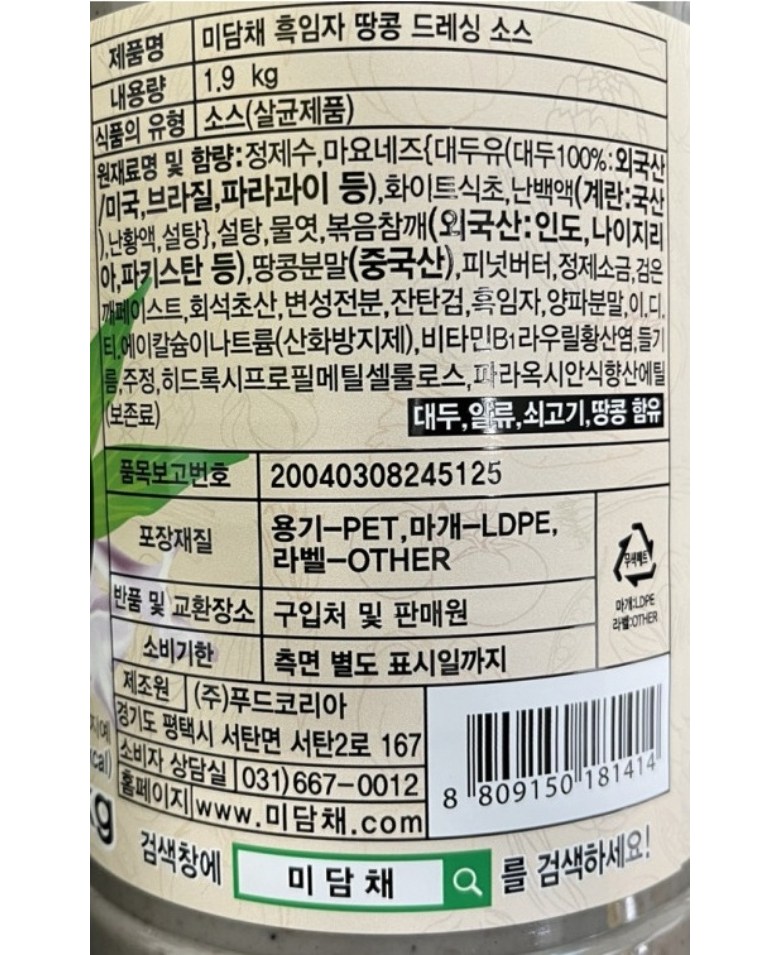 제품명 미담채 흑임자 땅콩 드레싱 소스
내용량 1.9 kg
식품의 유형 소스(살균제품)
원재료명 및 함량:정제수,마요네즈{대두유(대두100%:외국산
/미국,브라질,파라과이 등),화이트식초,난백액(계란:국산
),난황액,설탕},설탕,물엿,볶음참깨(외국산:인도,나이지리
아,파키스탄 등),땅콩분말(중국산),피넛버터,정제소금,검은
깨페이스트,회석초산,변성전분,잔탄검,흑임자,양파분말,이.디.
티.에이칼슘이나트륨(산화방지제),비타민B1라우릴황산염,들기
름,주정,히드록시프로필메틸셀룰로스,파라옥시안식향산에틸
(보존료)
대두,알류,쇠고기,땅콩 함유
품목보고번호 20040308245125
포장재질 용기-PET,마개-LDPE,
라벨-OTHER
무색페트
마개:LDPE
라벨:OTHER
반품 및 교환장소 구입처 및 판매원
소비기한 측면 별도 표시일까지
제조원 (주)푸드코리아
경기도 평택시 서탄면 서탄2로 167
소비자 상담실 031)667-0012
홈페이지 www.미담채.com
8 809150 181414
지예
cal)
kg
검색창에 미담채 를 검색하세요!